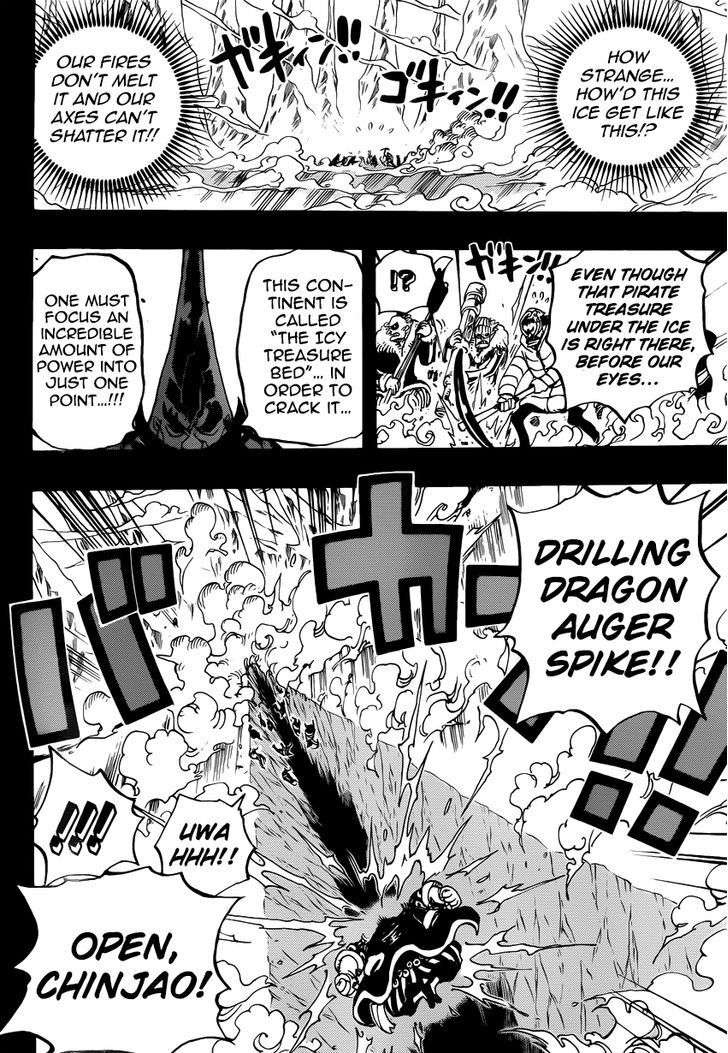 HOW
STRANGE...
HOW'D THIS
ICE GET LIKE
THIS!?
ゴキィン!!
ガキィン!!
OUR FIRES
DON'T MELT
IT AND OUR
AXES CAN'T
SHATTER IT!!
EVEN THOUGH
THAT PIRATE
TREASURE
UNDER THE ICE
IS RIGHT THERE,
BEFORE OUR
EYES...
ガキン!!
!?
THIS CON-
TINENT IS
CALLED
"THE ICY
TREASURE
BED"... IN
ORDER TO
CRACK IT...
ONE MUST
FOCUS AN
INCREDIBLE
AMOUNT OF
POWER INTO
JUST ONE
POINT...!!!
DRILLING
DRAGON
AUGER
SPIKE!!
バカッ!!
UWA
HHH!!
!!!
OPEN,
CHINJAO!